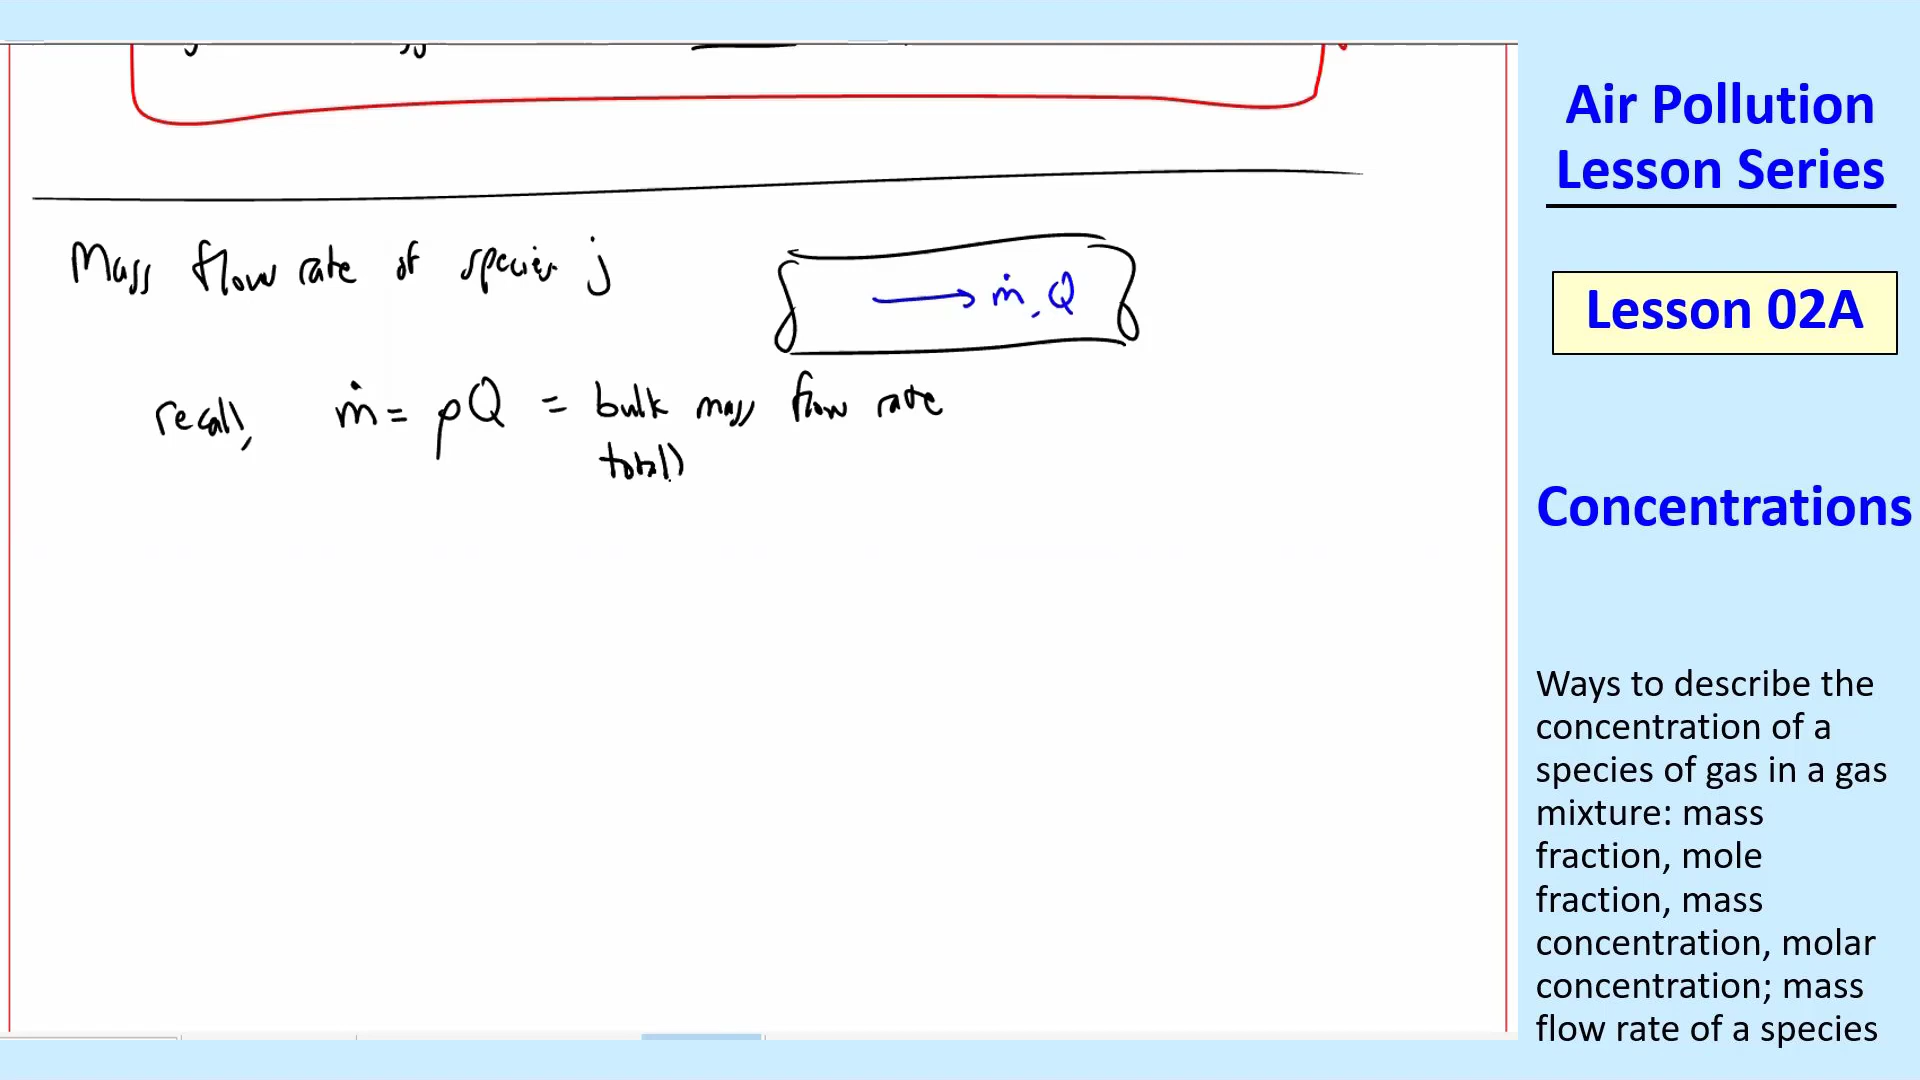 Mass flow rate of species j
ṁ, Q
recall, ṁ = ρQ = bulk mass flow rate
total)
Air Pollution
Lesson Series
Lesson 02A
Concentrations
Ways to describe the
concentration of a
species of gas in a gas
mixture: mass
fraction, mole
fraction, mass
concentration, molar
concentration; mass
flow rate of a species